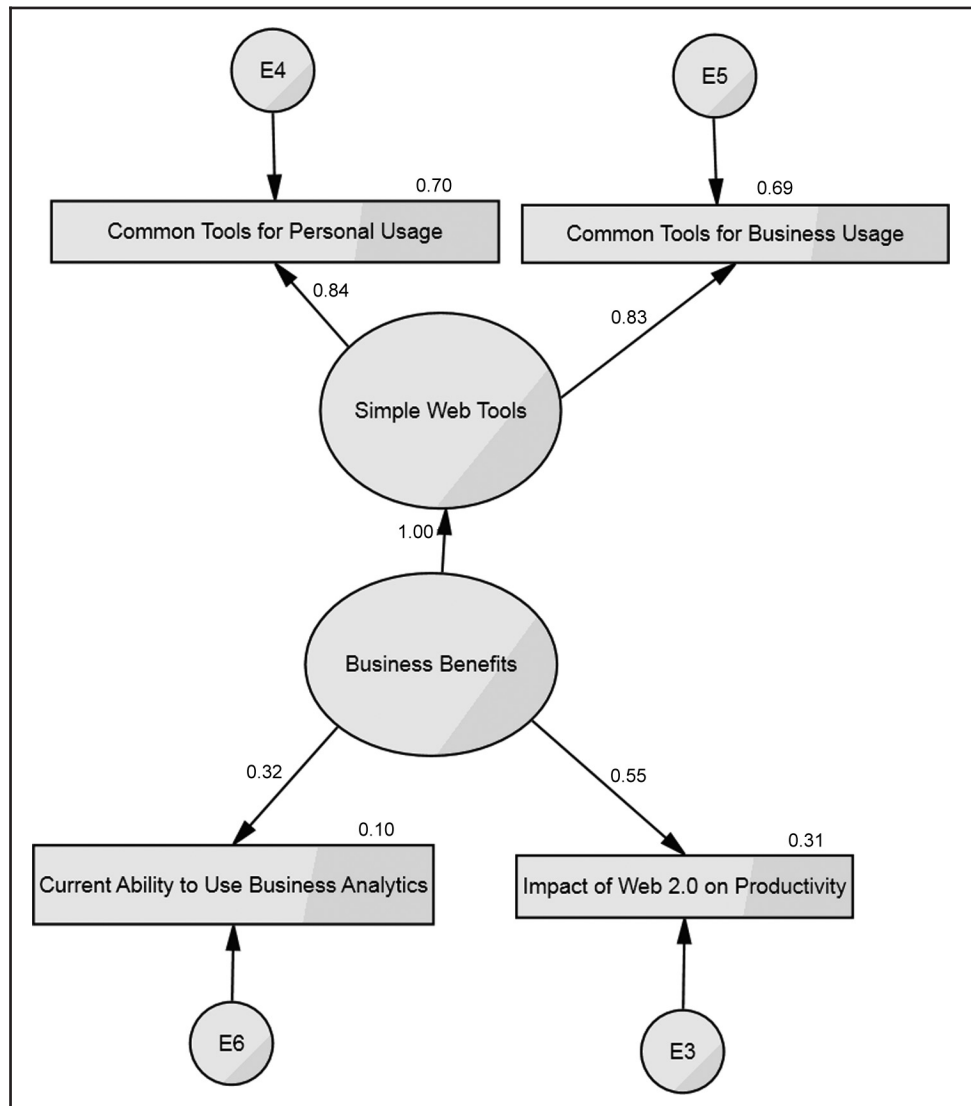 E4
E5
0.70
0.69
Common Tools for Personal Usage
Common Tools for Business Usage
0.84
0.83
Simple Web Tools
1.00
Business Benefits
0.32
0.55
0.10
0.31
Current Ability to Use Business Analytics
Impact of Web 2.0 on Productivity
E6
E3